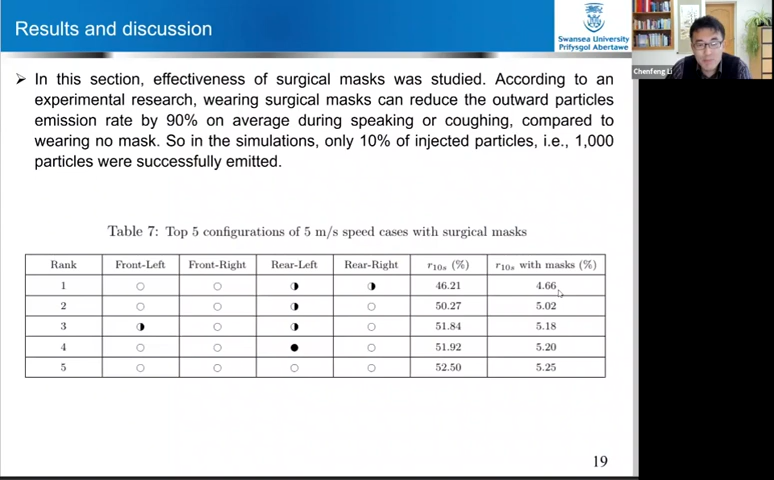 Results and discussion
Swansea University
Prifysgol Abertawe
Chenfeng Li
➤ In this section, effectiveness of surgical masks was studied. According to an
experimental research, wearing surgical masks can reduce the outward particles
emission rate by 90% on average during speaking or coughing, compared to
wearing no mask. So in the simulations, only 10% of injected particles, i.e., 1,000
particles were successfully emitted.
Table 7: Top 5 configurations of 5 m/s speed cases with surgical masks
Rank Front-Left Front-Right Rear-Left Rear-Right r10s (%) r10s with masks (%)
1 ○ ○ ◑ ◑ 46.21 4.66
2 ○ ○ ◑ ○ 50.27 5.02
3 ◑ ○ ◑ ○ 51.84 5.18
4 ○ ○ ● ○ 51.92 5.20
5 ○ ○ ○ ○ 52.50 5.25
19